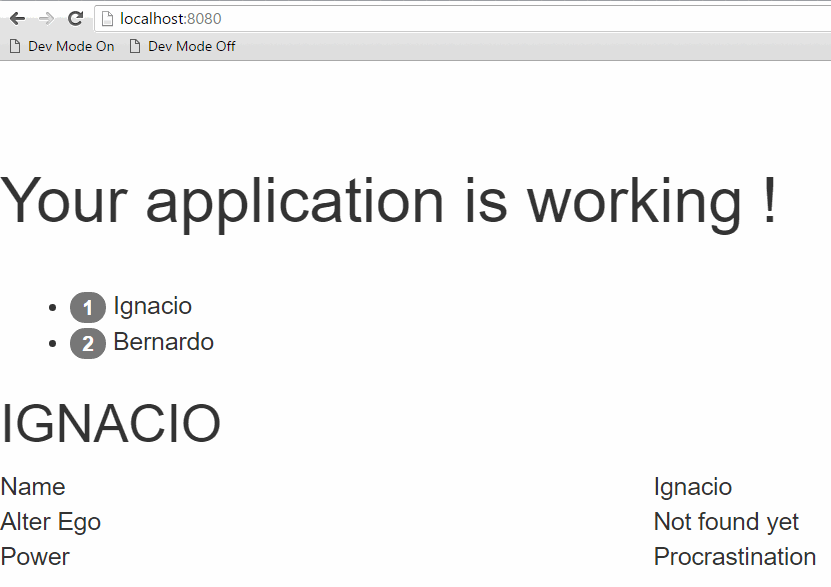 localhost:8080
Dev Mode On Dev Mode Off
Your application is working !
1 Ignacio
2 Bernardo
IGNACIO
Name Ignacio
Alter Ego Not found yet
Power Procrastination